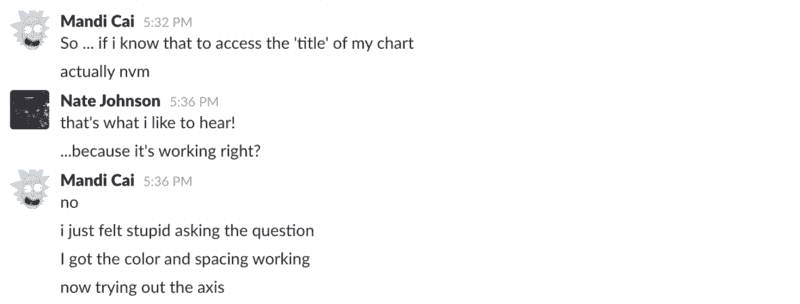 Mandi Cai 5:32 PM
So ... if i know that to access the 'title' of my chart
actually nvm
Nate Johnson 5:36 PM
that's what i like to hear!
...because it's working right?
Mandi Cai 5:36 PM
no
i just felt stupid asking the question
I got the color and spacing working
now trying out the axis